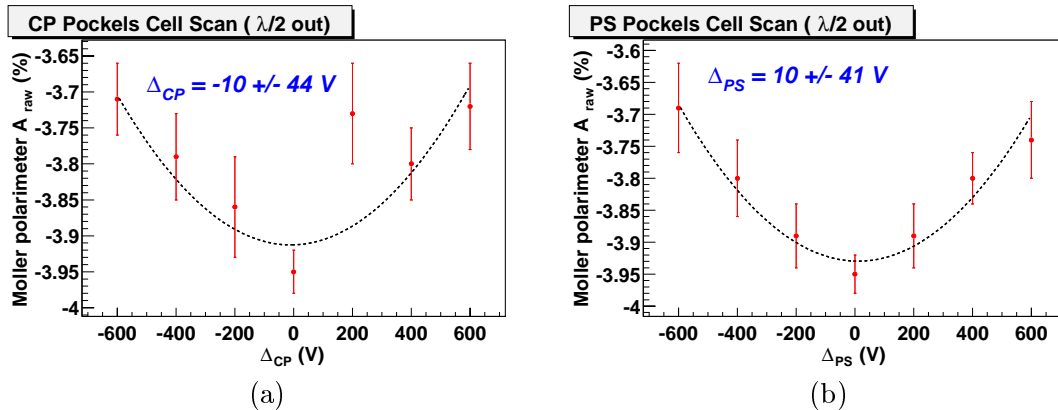 CP Pockels Cell Scan ( λ/2 out)
Moller polarimeter A raw (%)
-3.65
-3.7
-3.75
-3.8
-3.85
-3.9
-3.95
-4
Δ_CP = -10 +/- 44 V
-600 -400 -200 0 200 400 600
Δ_CP (V)
(a)
PS Pockels Cell Scan ( λ/2 out)
Moller polarimeter A raw (%)
-3.6
-3.65
-3.7
-3.75
-3.8
-3.85
-3.9
-3.95
-4
Δ_PS = 10 +/- 41 V
-600 -400 -200 0 200 400 600
Δ_PS (V)
(b)